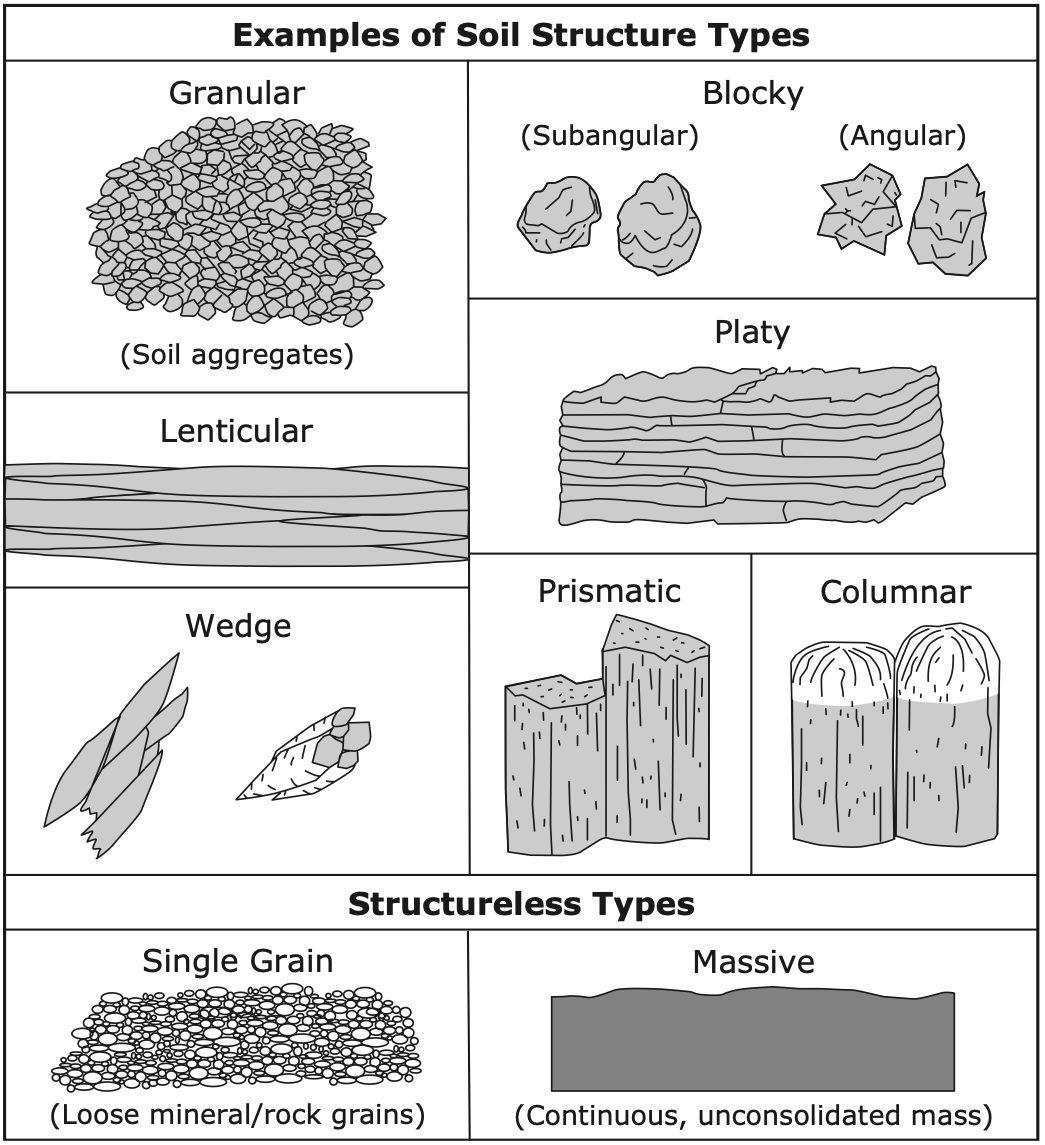 Examples of Soil Structure Types
Granular
(Soil aggregates)
Blocky
(Subangular)
(Angular)
Lenticular
Platy
Wedge
Prismatic
Columnar
Structureless Types
Single Grain
(Loose mineral/rock grains)
Massive
(Continuous, unconsolidated mass)